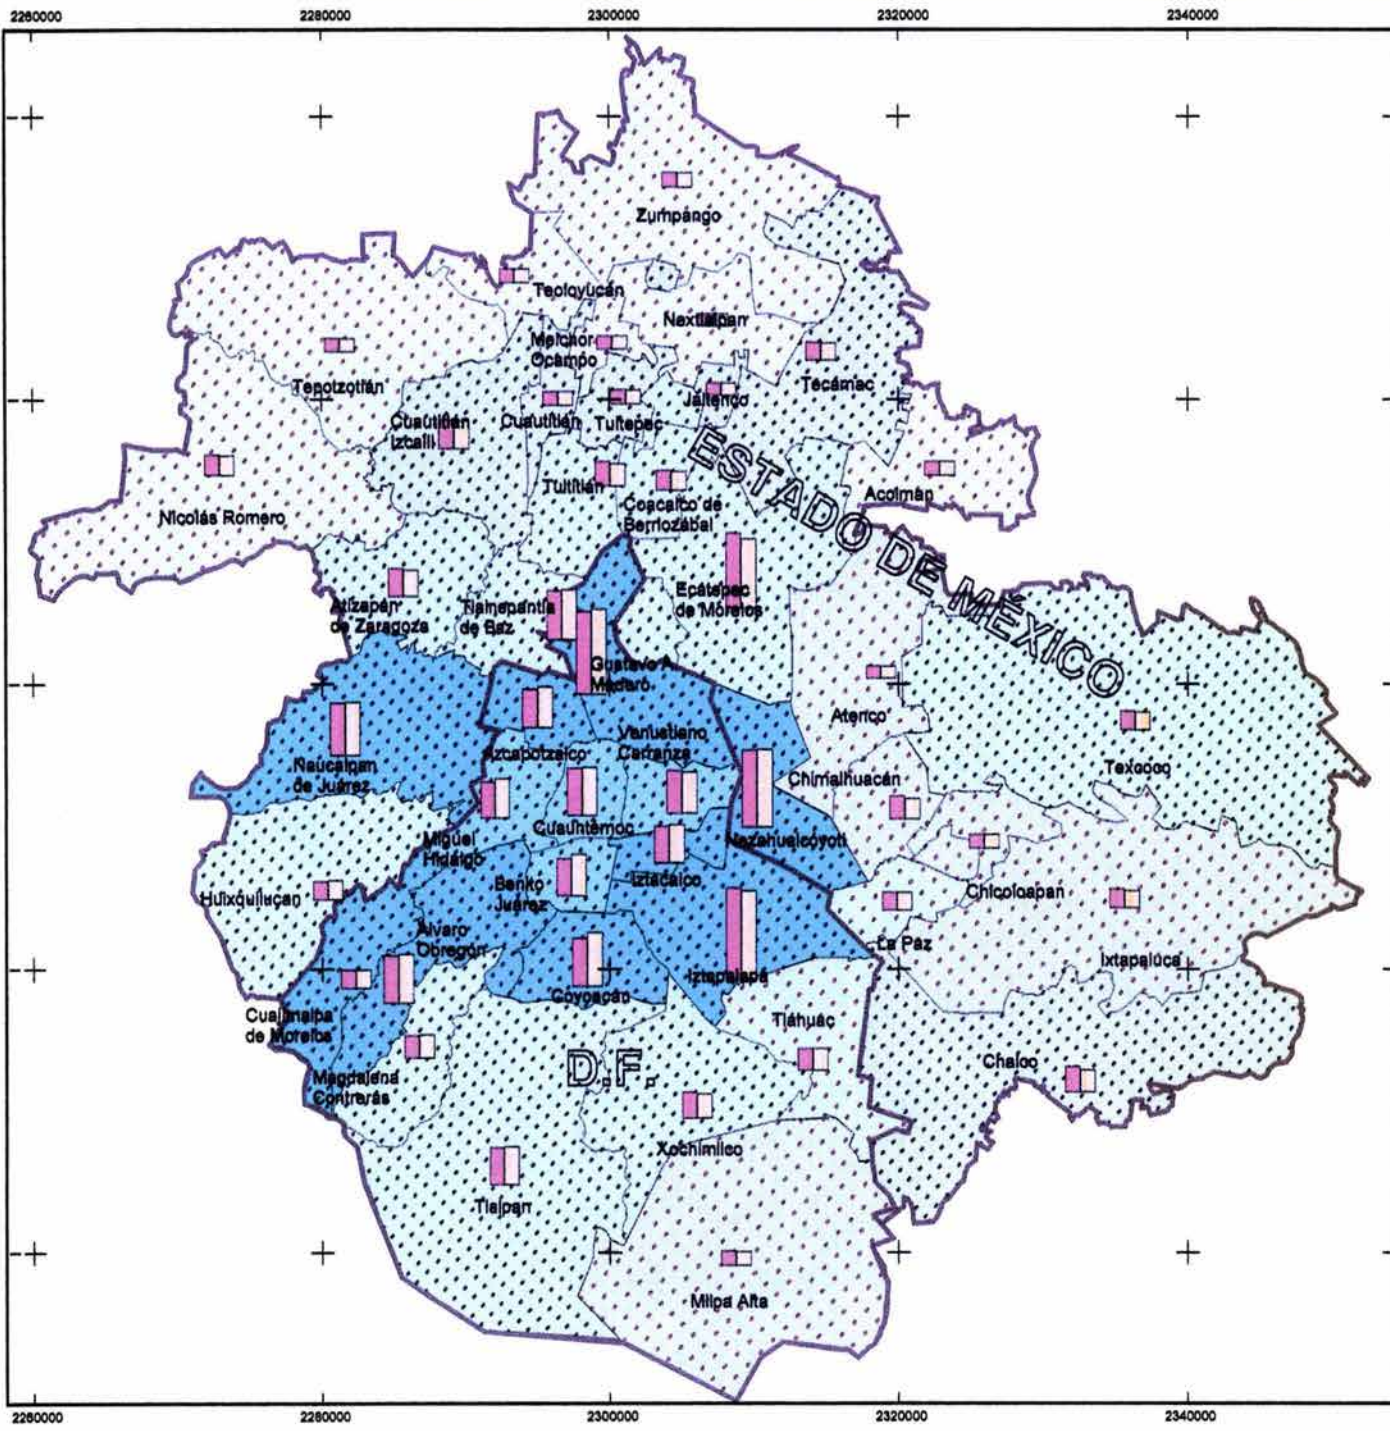 2260000 2280000 2300000 2320000 2340000
Zumpango
Teoloyucán
Nextlalpan
Melchor
Ocampo
Tepotzotlán
Tecámac
Jaltenco
Cuautitlán
Izcalli
Cuautitlán
Tultepec
ESTADO DE MÉXICO
Tultitlán
Acolman
Coacalco de
Berriozábal
Nicolás Romero
Ecatepec
de Morelos
Atizapán
de Zaragoza
Tlalnepantla
de Baz
Gustavo A.
Madero
Atenco
Azcapotzalco
Venustiano
Carranza
Naucalpan
de Juárez
Texcoco
Chimalhuacán
Cuauhtémoc
Miguel
Hidalgo
Nezahualcóyotl
Iztacalco
Benito
Juárez
Huixquilucan
Chicoloapan
Álvaro
Obregón
La Paz
Ixtapaluca
Iztapalapa
Coyoacán
Cuajimalpa
de Morelos
Tláhuac
D.F.
Chalco
Magdalena
Contreras
Xochimilco
Tlalpan
Milpa Alta
2260000 2280000 2300000 2320000 2340000